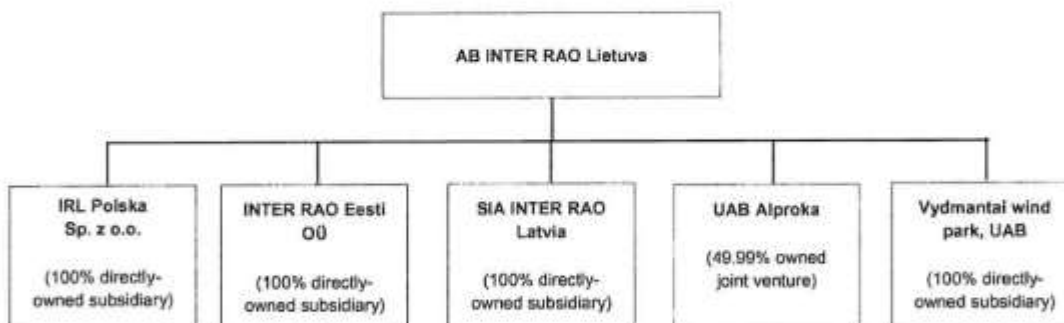 AB INTER RAO Lietuva
IRL Polska
Sp. z o.o.
(100% directly-
owned subsidiary)
INTER RAO Eesti
OÜ
(100% directly-
owned subsidiary)
SIA INTER RAO
Latvia
(100% directly-
owned subsidiary)
UAB Alproka
(49.99% owned
joint venture)
Vydmantai wind
park, UAB
(100% directly-
owned subsidiary)